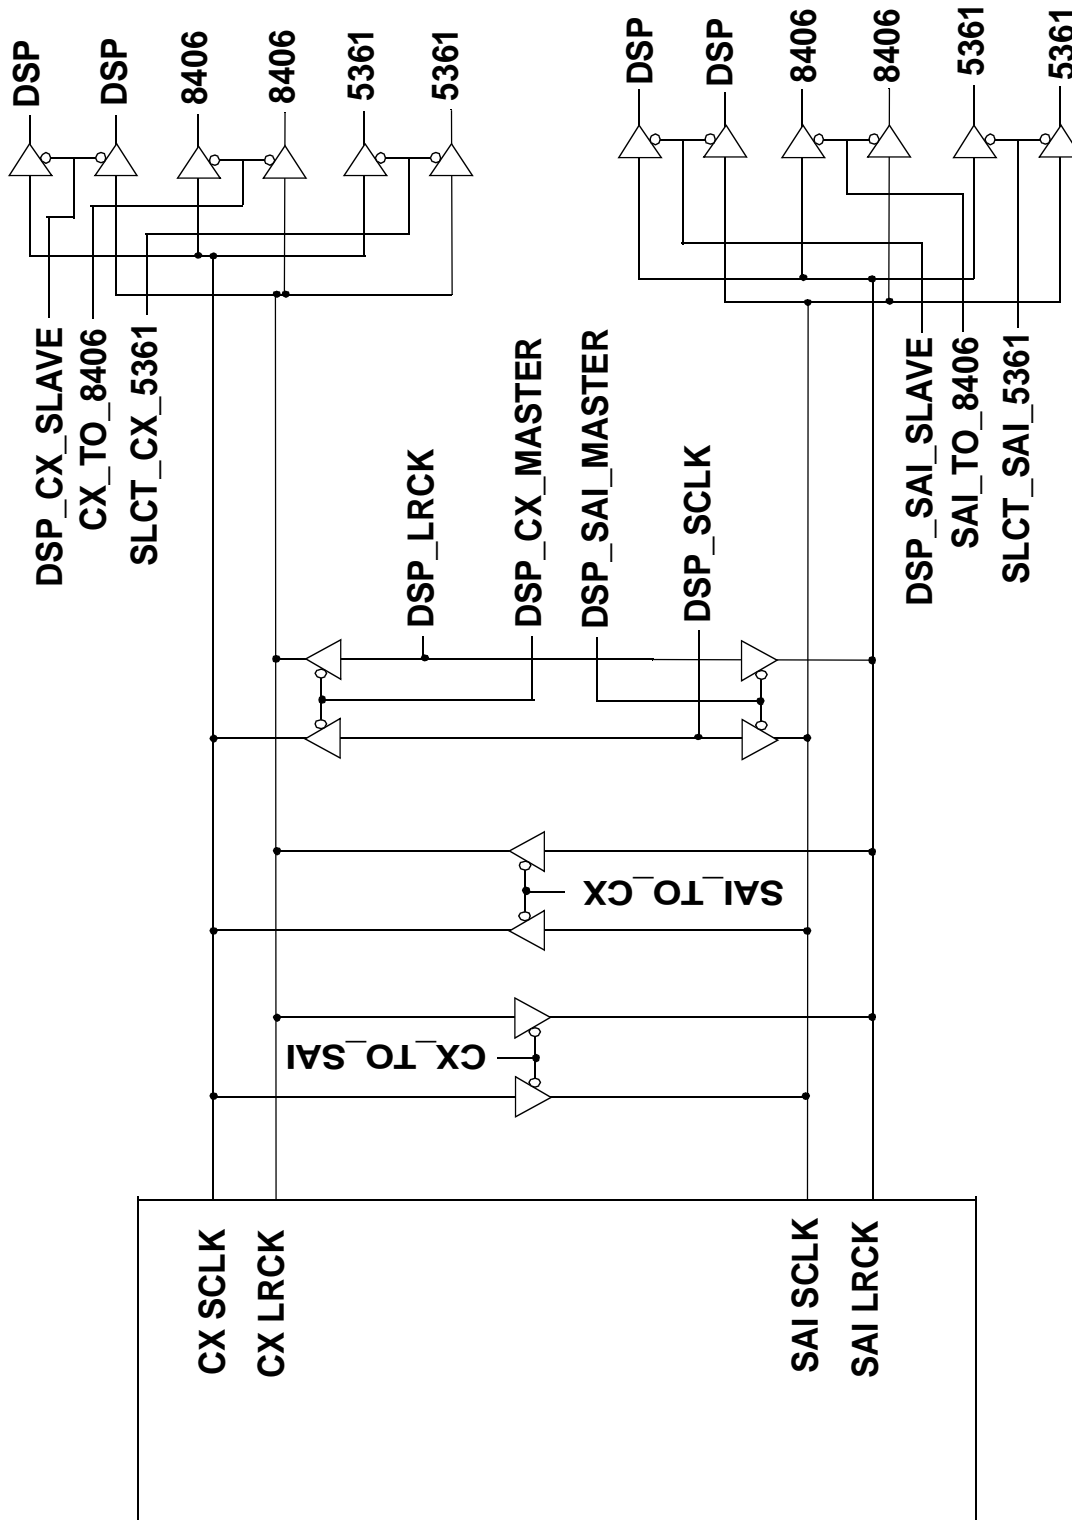 DSP
DSP
8406
8406
5361
5361
DSP
DSP
8406
8406
5361
5361
DSP_CX_SLAVE
CX_TO_8406
SLCT_CX_5361
DSP_LRCK
DSP_CX_MASTER
DSP_SAI_MASTER
DSP_SCLK
DSP_SAI_SLAVE
SAI_TO_8406
SLCT_SAI_5361
SAI_TO_CX
CX_TO_SAI
CX SCLK
CX LRCK
SAI SCLK
SAI LRCK